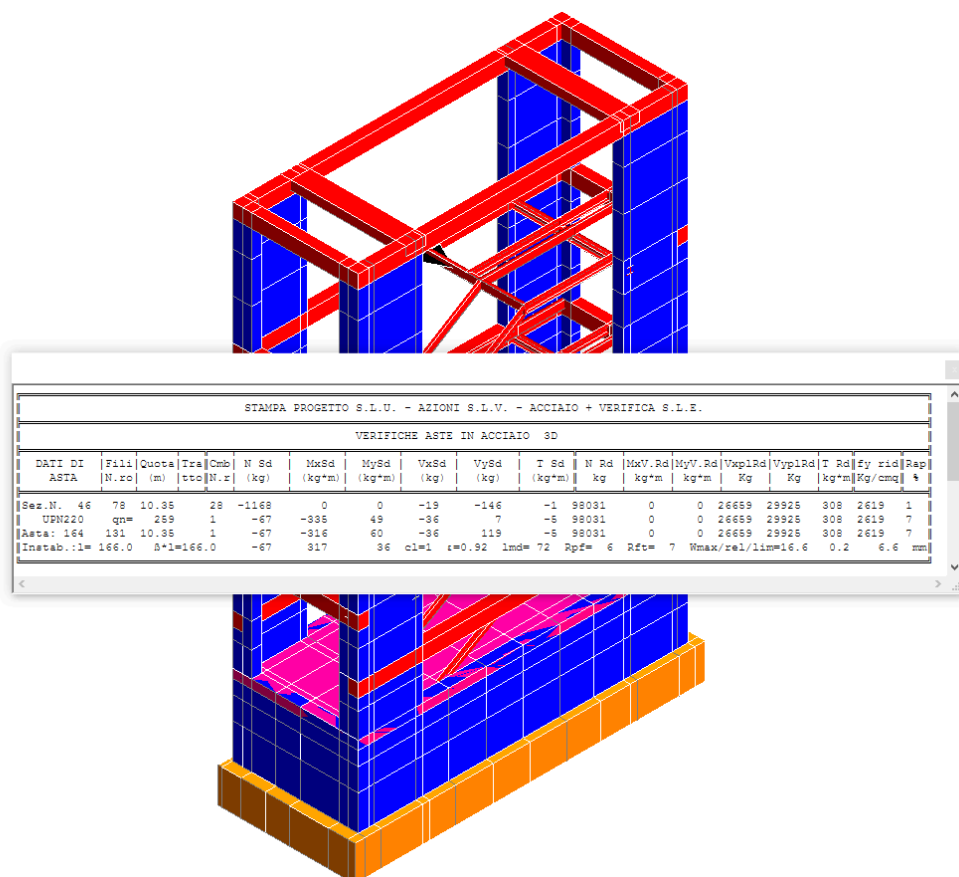 STAMPA PROGETTO S.L.U. - AZIONI S.L.V. - ACCIAIO + VERIFICA S.L.E.
VERIFICHE ASTE IN ACCIAIO 3D
DATI DI |Fili|Quota|Tra|Cmb| N Sd | MxSd | MySd | VxSd | VySd | T Sd | N Rd |MxV.Rd|MyV.Rd|VxplRd|VyplRd|T Rd|fy rid|Rap
ASTA |N.ro| (m) |tto|N.r| (kg) | (kg*m) | (kg*m) | (kg) | (kg) | (kg*m)| kg | kg*m | kg*m | Kg | Kg |kg*m|Kg/cmq| %
Sez.N. 46 78 10.35 28 -1168 0 0 -19 -146 -1 98031 0 0 26659 29925 308 2619 1
UPN220 qn= 259 1 -67 -335 49 -36 7 -5 98031 0 0 26659 29925 308 2619 7
Asta: 164 131 10.35 1 -67 -316 60 -36 119 -5 98031 0 0 26659 29925 308 2619 7
Instab.:l= 166.0 ß*l=166.0 -67 317 36 cl=1 ε=0.92 lmd= 72 Rpf= 6 Rft= 7 Wmax/rel/lim=16.6 0.2 6.6 mm